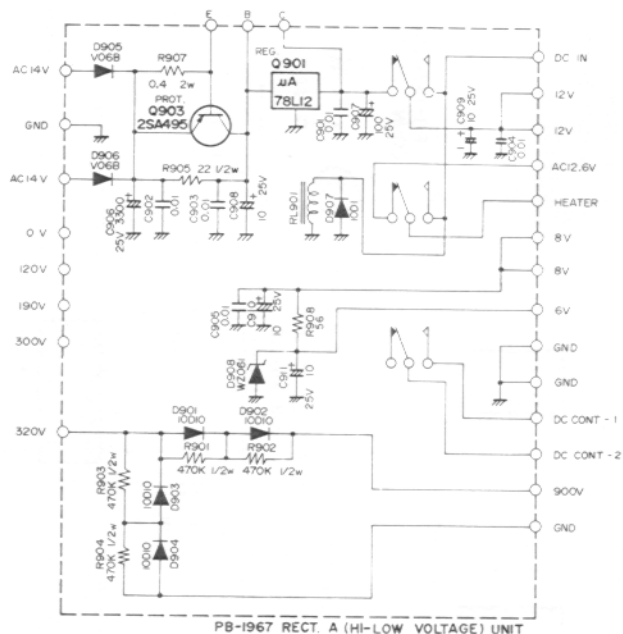 E
B
C
D905
V06B
R907
0.4 2w
PROT.
Q903
2SA495
REG.
Q901
μA
78L12
AC14V
GND
AC14V
0V
120V
190V
300V
320V
D906
V06B
R905 22 1/2w
C906
25V 3300
C902
0.01
C903
0.01
C908
10
25V
C901
0.01
C907
100
25V
C909
10 25V
1
C904
0.01
RL901
D907
10D1
C905
0.01
C910
10
25V
R908
56
D908
WZ061
C911
10
25V
D901
10D10
D902
10D10
R901
470K 1/2w
R902
470K 1/2w
R903
470K 1/2w
R904
470K 1/2w
10D10
D903
10D10
D904
DC IN
12V
12V
AC12.6V
HEATER
8V
8V
6V
GND
GND
DC CONT-1
DC CONT-2
900V
GND
PB-1967 RECT. A (HI-LOW VOLTAGE) UNIT